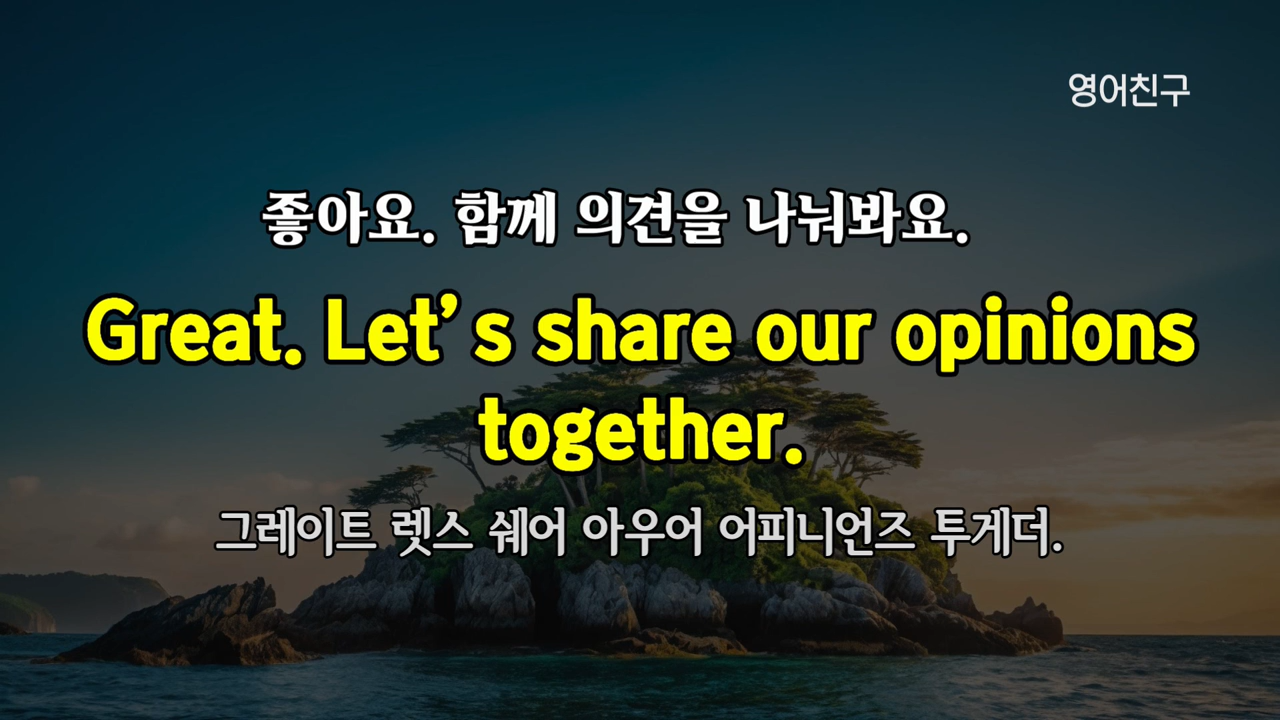 영어친구
좋아요. 함께 의견을 나눠봐요.
Great. Let’s share our opinions
together.
그레이트 렛스 쉐어 아우어 어피니언즈 투게더.